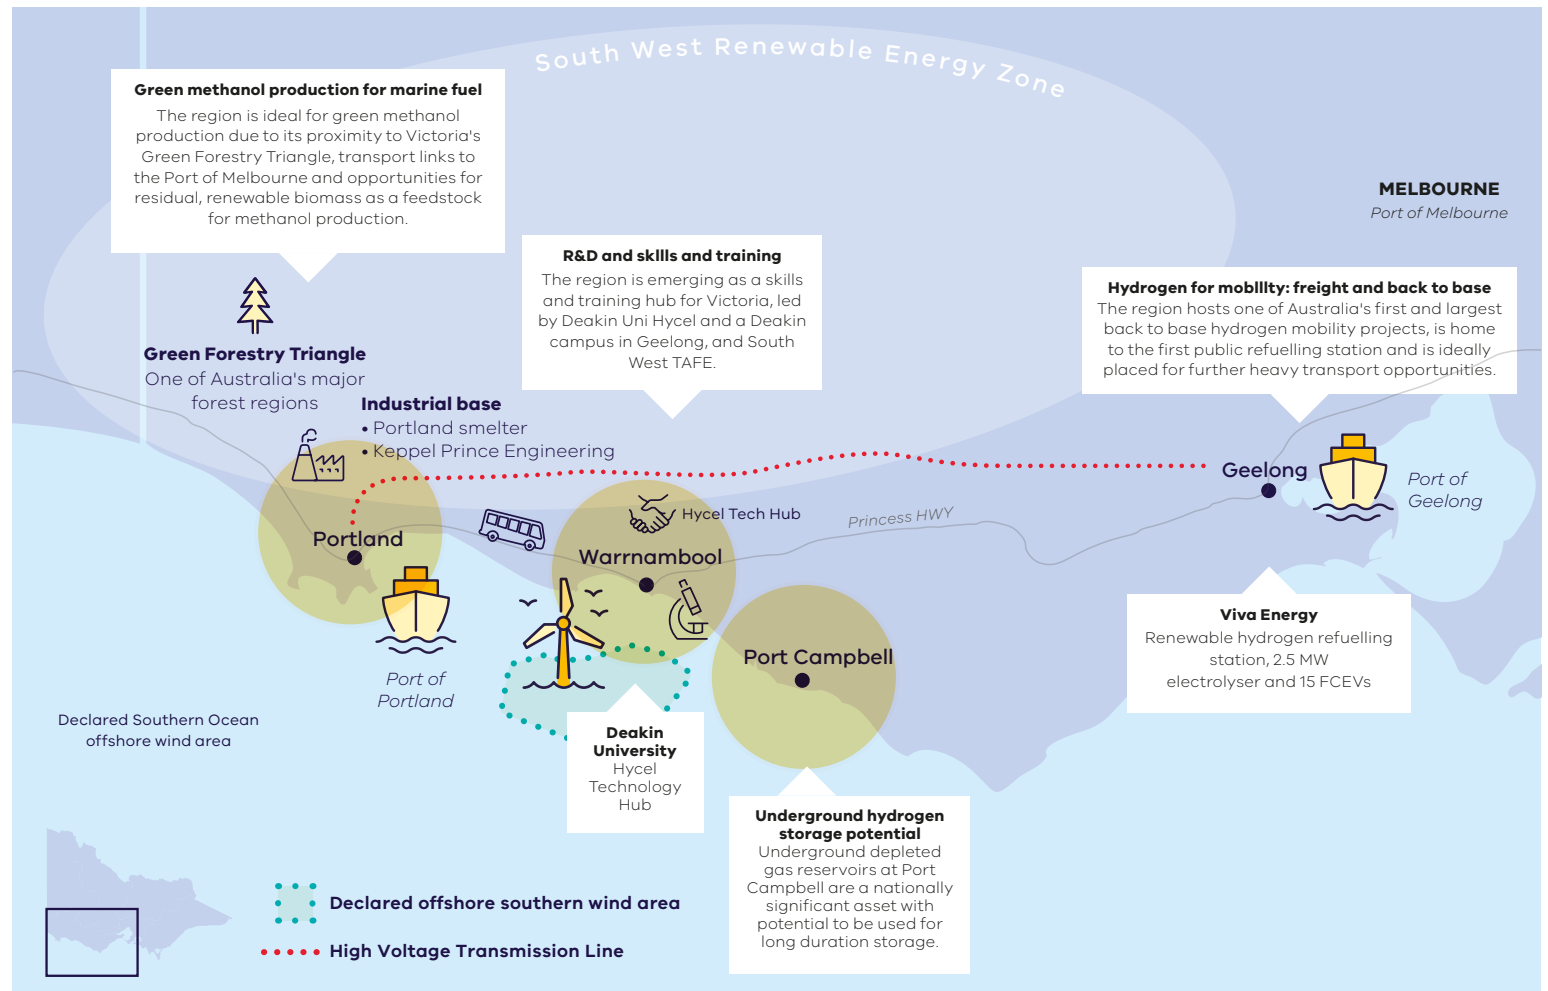 South West Renewable Energy Zone
Green methanol production for marine fuel
The region is ideal for green methanol
production due to its proximity to Victoria's
Green Forestry Triangle, transport links to
the Port of Melbourne and opportunities for
residual, renewable biomass as a feedstock
for methanol production.
MELBOURNE
Port of Melbourne
R&D and skllls and training
The region is emerging as a skills
and training hub for Victoria, led
by Deakin Uni Hycel and a Deakin
campus in Geelong, and South
West TAFE.
Hydrogen for moblllty: freight and back to base
The region hosts one of Australia's first and largest
back to base hydrogen mobility projects, is home
to the first public refuelling station and is ideally
placed for further heavy transport opportunities.
Green Forestry Triangle
One of Australia's major
forest regions
Industrial base
• Portland smelter
• Keppel Prince Engineering
Geelong
Port of
Geelong
Hycel Tech Hub
Princess HWY
Portland
Warrnambool
Port Campbell
Port of
Portland
Viva Energy
Renewable hydrogen refuelling
station, 2.5 MW
electrolyser and 15 FCEVs
Declared Southern Ocean
offshore wind area
Deakin
University
Hycel
Technology
Hub
Underground hydrogen
storage potential
Underground depleted
gas reservoirs at Port
Campbell are a nationally
significant asset with
potential to be used for
long duration storage.
Declared offshore southern wind area
High Voltage Transmission Line